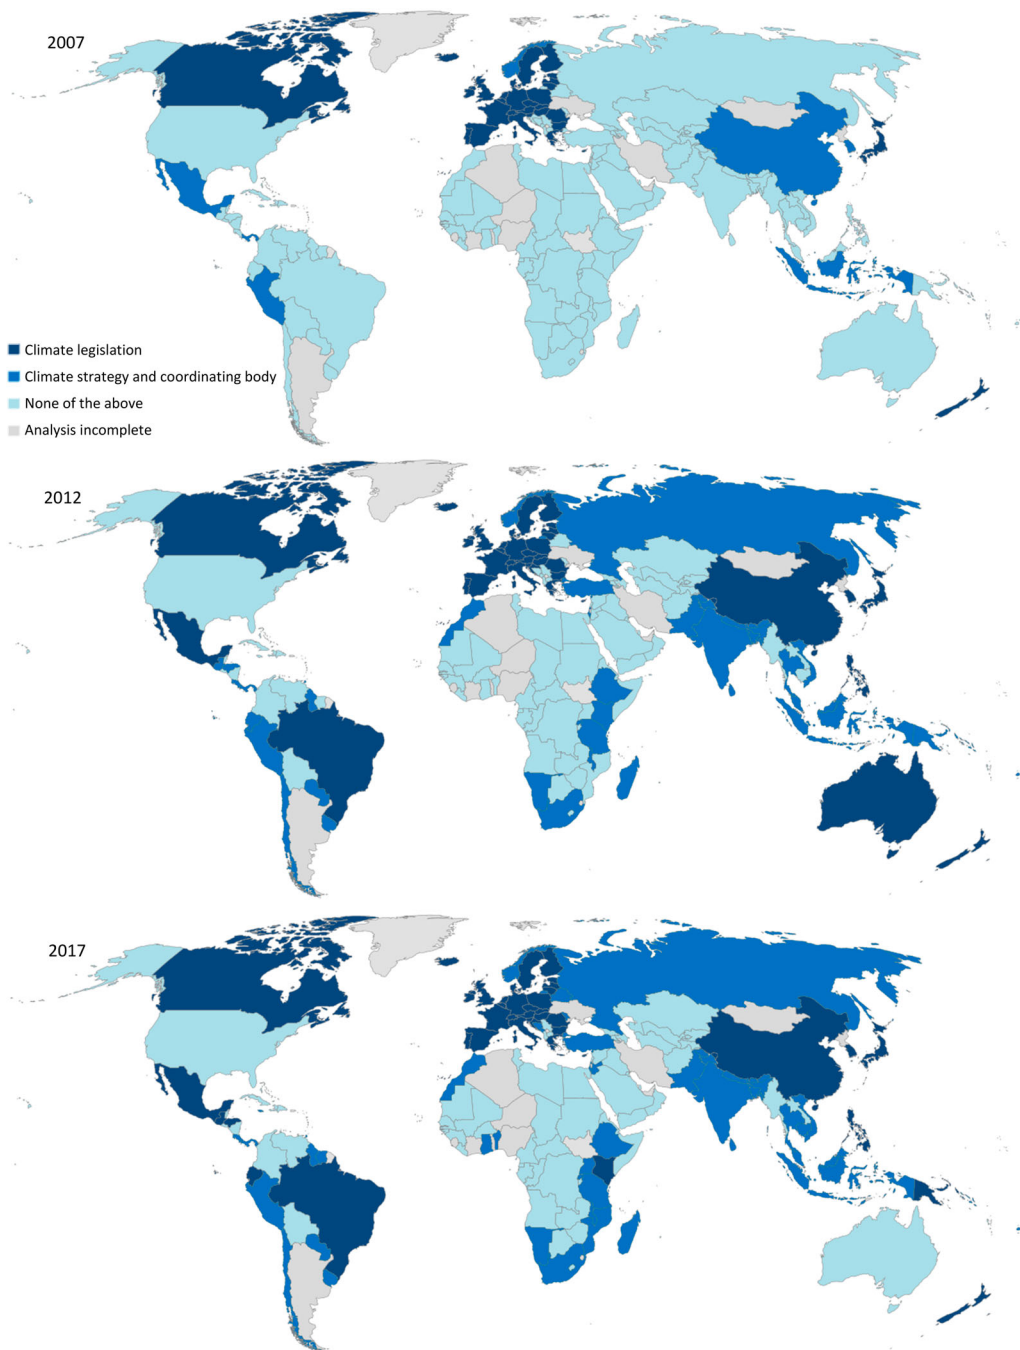 2007
Climate legislation
Climate strategy and coordinating body
None of the above
Analysis incomplete
2012
2017